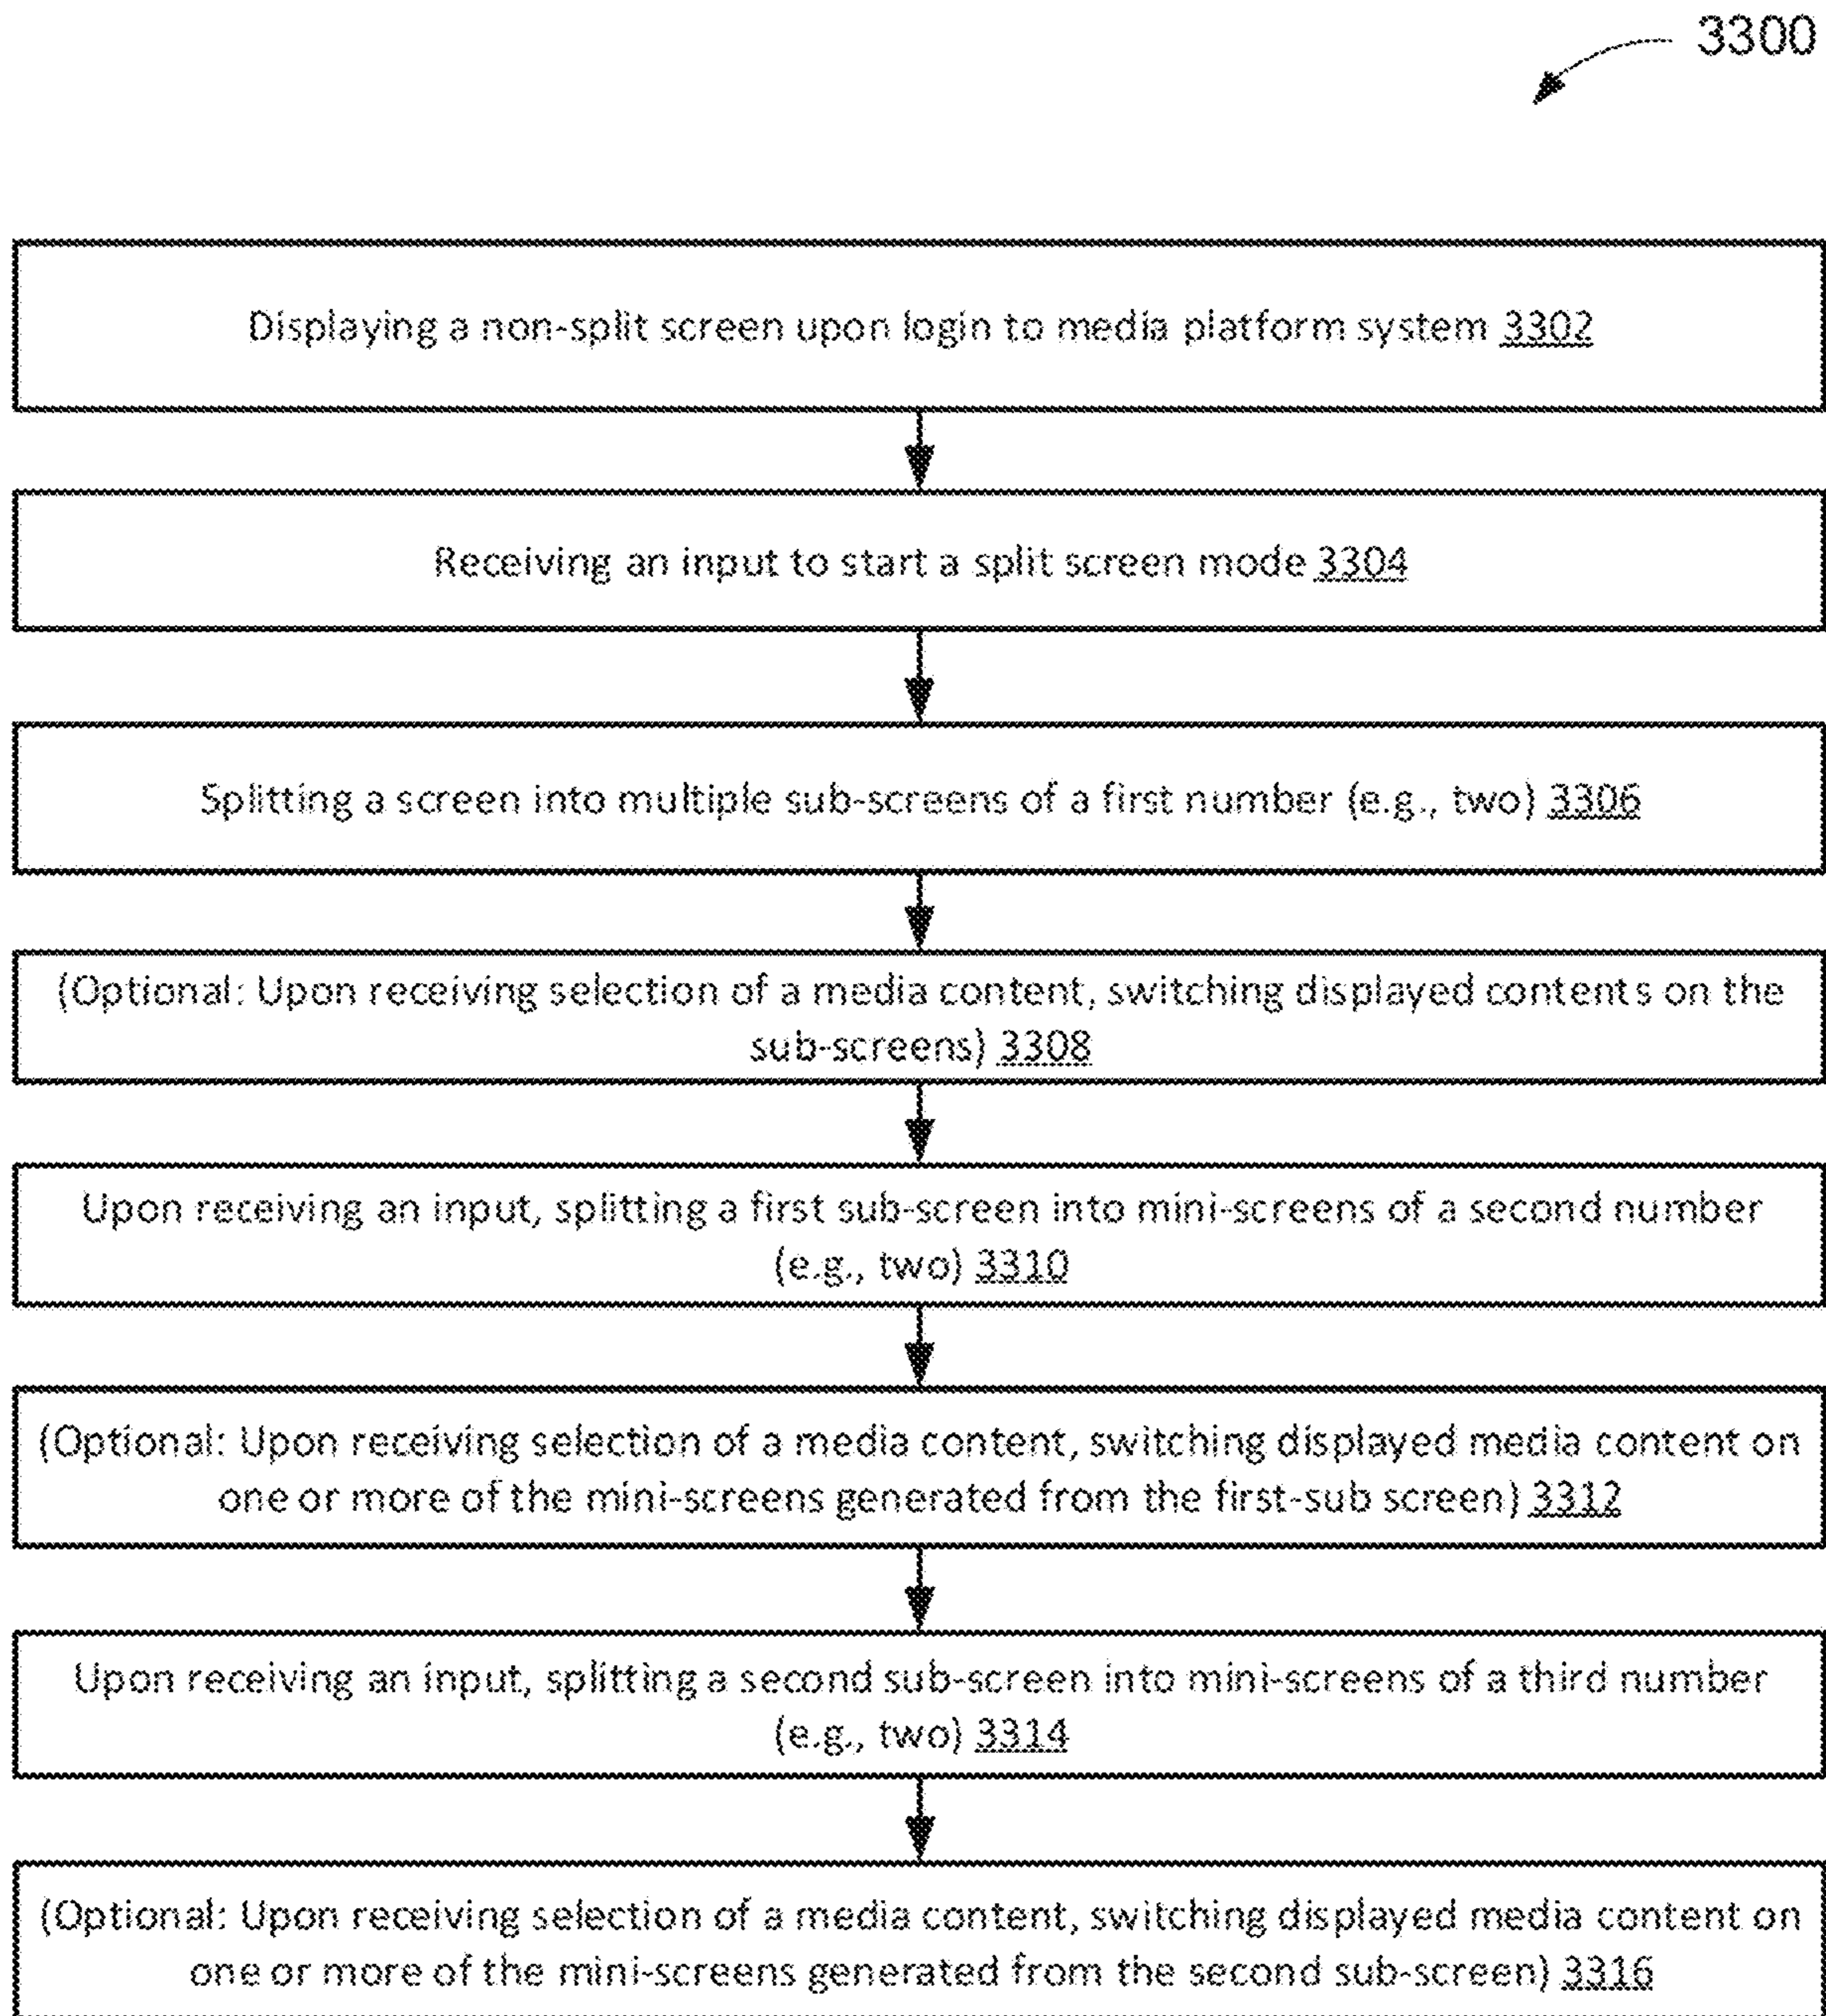 3300
Displaying a non-split screen upon login to media platform system 3302
Receiving an input to start a split screen mode 3304
Splitting a screen into multiple sub-screens of a first number (e.g., two) 3306
(Optional: Upon receiving selection of a media content, switching displayed contents on the
sub-screens) 3308
Upon receiving an input, splitting a first sub-screen into mini-screens of a second number
(e.g., two) 3310
(Optional: Upon receiving selection of a media content, switching displayed media content on
one or more of the mini-screens generated from the first-sub screen) 3312
Upon receiving an input, splitting a second sub-screen into mini-screens of a third number
(e.g., two) 3314
(Optional: Upon receiving selection of a media content, switching displayed media content on
one or more of the mini-screens generated from the second sub-screen) 3316